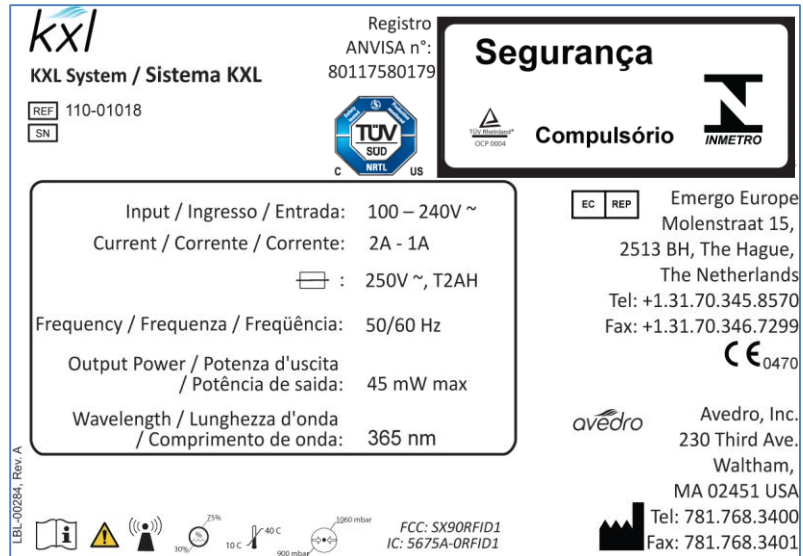 kxl
KXL System / Sistema KXL
REF 110-01018
SN
Registro
ANVISA n°:
80117580179
TÜV
SÜD
NRTL
C US
Segurança
TÜV Rheinland
OCP 0004
Compulsório
INMETRO
Input / Ingresso / Entrada: 100 – 240V ~
Current / Corrente / Corrente: 2A - 1A
: 250V ~, T2AH
Frequency / Frequenza / Freqüência: 50/60 Hz
Output Power / Potenza d'uscita
/ Potência de saida: 45 mW max
Wavelength / Lunghezza d'onda
/ Comprimento de onda: 365 nm
EC REP
Emergo Europe
Molenstraat 15,
2513 BH, The Hague,
The Netherlands
Tel: +1.31.70.345.8570
Fax: +1.31.70.346.7299
CE0470
avedro
Avedro, Inc.
230 Third Ave.
Waltham,
MA 02451 USA
Tel: 781.768.3400
Fax: 781.768.3401
LBL-00284, Rev. A
30% % 75%
10 C 40 C
900 mbar 1060 mbar
FCC: SX90RFID1
IC: 5675A-0RFID1